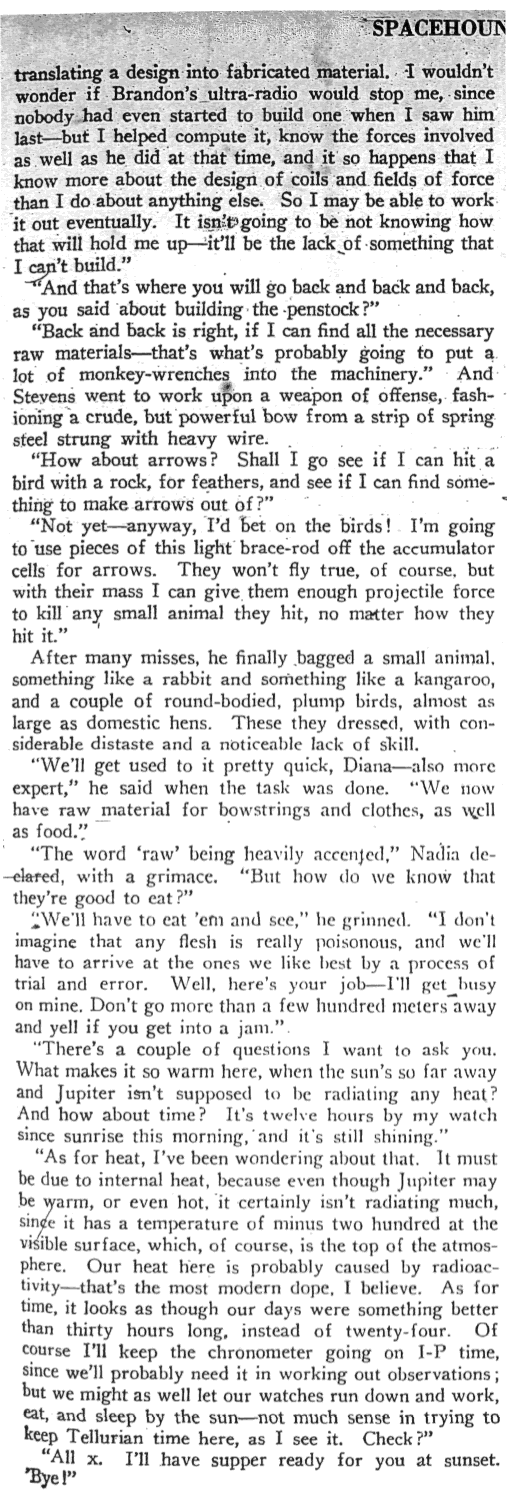 SPACEHOUN
translating a design into fabricated material. I wouldn't
wonder if Brandon's ultra-radio would stop me, since
nobody had even started to build one when I saw him
last—but I helped compute it, know the forces involved
as well as he did at that time, and it so happens that I
know more about the design of coils and fields of force
than I do about anything else. So I may be able to work
it out eventually. It isn't going to be not knowing how
that will hold me up—it'll be the lack of something that
I can't build."
"And that's where you will go back and back and back,
as you said about building the penstock?"
"Back and back is right, if I can find all the necessary
raw materials—that's what's probably going to put a
lot of monkey-wrenches into the machinery." And
Stevens went to work upon a weapon of offense, fash-
ioning a crude, but powerful bow from a strip of spring
steel strung with heavy wire.
"How about arrows? Shall I go see if I can hit a
bird with a rock, for feathers, and see if I can find some-
thing to make arrows out of?"
"Not yet—anyway, I'd bet on the birds! I'm going
to use pieces of this light brace-rod off the accumulator
cells for arrows. They won't fly true, of course, but
with their mass I can give them enough projectile force
to kill any small animal they hit, no matter how they
hit it."
After many misses, he finally bagged a small animal,
something like a rabbit and something like a kangaroo,
and a couple of round-bodied, plump birds, almost as
large as domestic hens. These they dressed, with con-
siderable distaste and a noticeable lack of skill.
"We'll get used to it pretty quick, Diana—also more
expert," he said when the task was done. "We now
have raw material for bowstrings and clothes, as well
as food."
"The word 'raw' being heavily accented," Nadia de-
clared, with a grimace. "But how do we know that
they're good to eat?"
"We'll have to eat 'em and see," he grinned. "I don't
imagine that any flesh is really poisonous, and we'll
have to arrive at the ones we like best by a process of
trial and error. Well, here's your job—I'll get busy
on mine. Don't go more than a few hundred meters away
and yell if you get into a jam."
"There's a couple of questions I want to ask you.
What makes it so warm here, when the sun's so far away
and Jupiter isn't supposed to be radiating any heat?
And how about time? It's twelve hours by my watch
since sunrise this morning, and it's still shining."
"As for heat, I've been wondering about that. It must
be due to internal heat, because even though Jupiter may
be warm, or even hot, it certainly isn't radiating much,
since it has a temperature of minus two hundred at the
visible surface, which, of course, is the top of the atmos-
phere. Our heat here is probably caused by radioac-
tivity—that's the most modern dope, I believe. As for
time, it looks as though our days were something better
than thirty hours long, instead of twenty-four. Of
course I'll keep the chronometer going on I-P time,
since we'll probably need it in working out observations;
but we might as well let our watches run down and work,
eat, and sleep by the sun—not much sense in trying to
keep Tellurian time here, as I see it. Check?"
"All x. I'll have supper ready for you at sunset.
'Bye!"